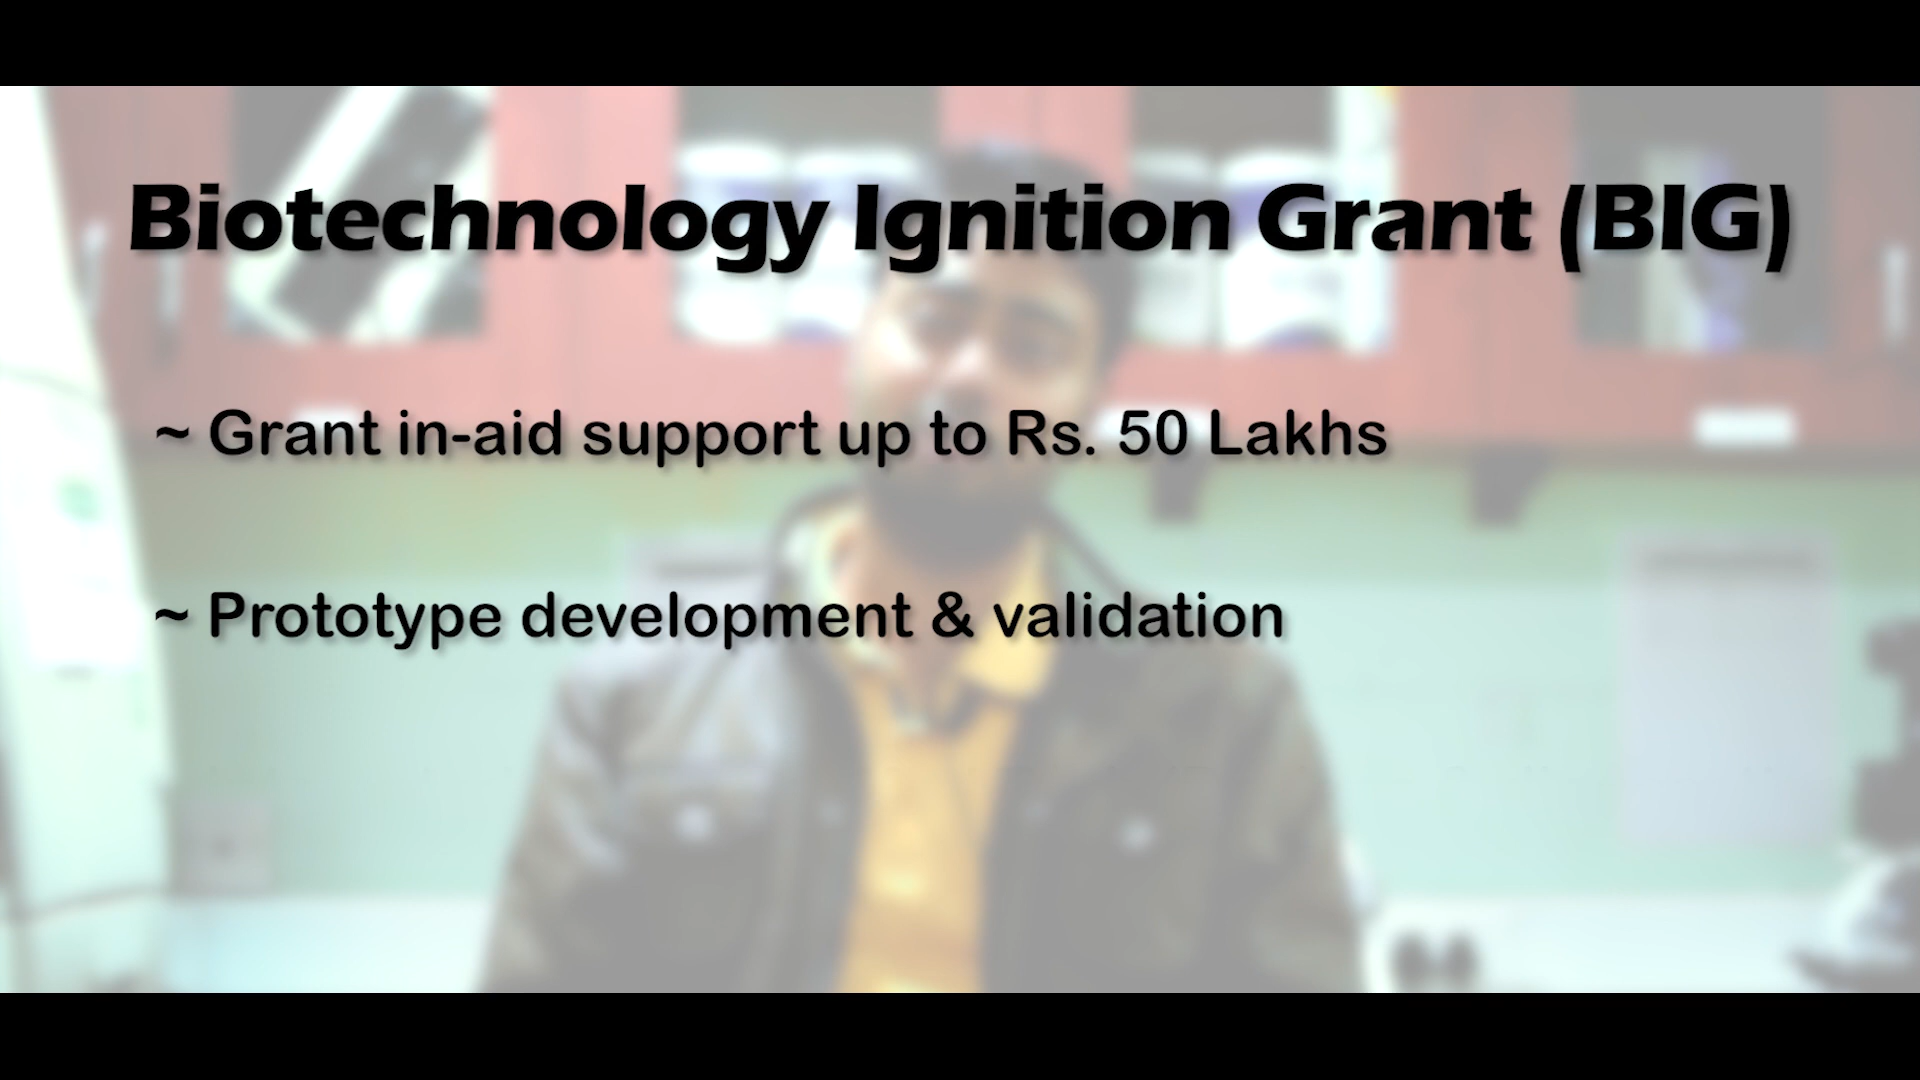 Biotechnology Ignition Grant (BIG)
~ Grant in-aid support up to Rs. 50 Lakhs
~ Prototype development & validation